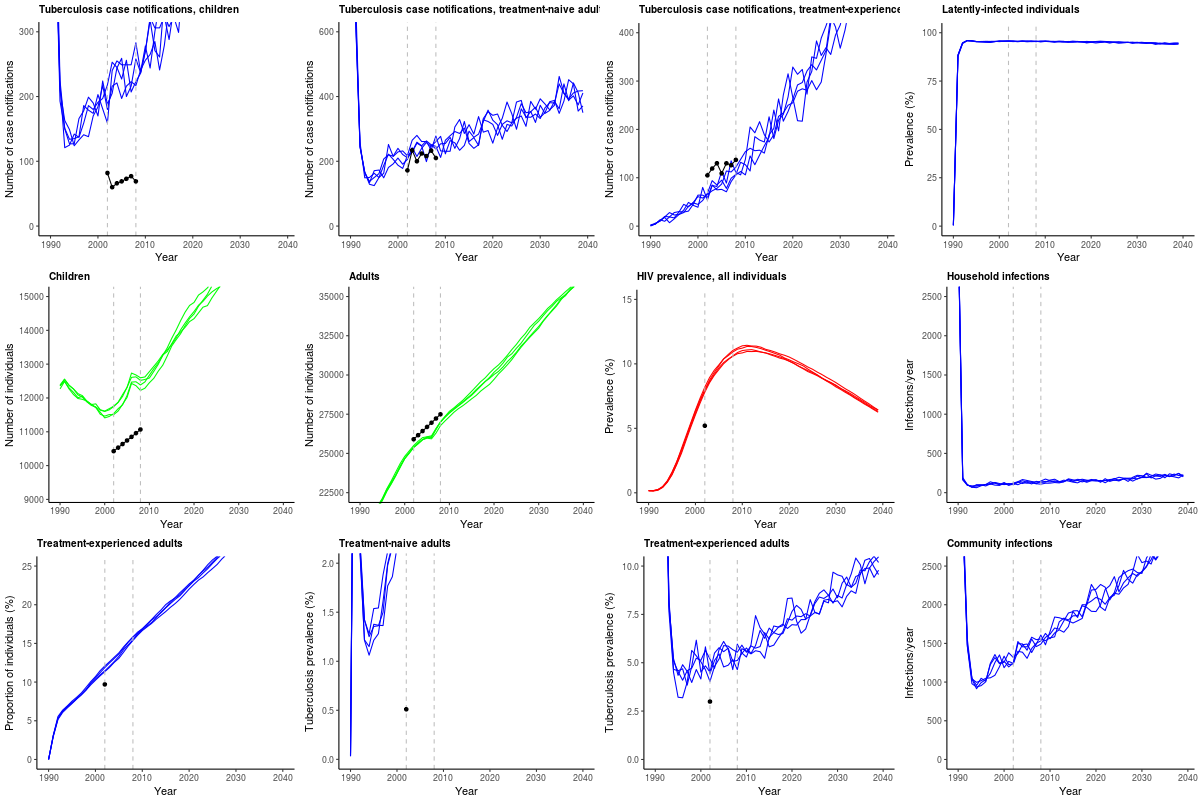 Tuberculosis case notifications, children
Number of case notifications
300
200
100
0
1990 2000 2010 2020 2030 2040
Year
Tuberculosis case notifications, treatment-naive adult
Number of case notifications
600
400
200
0
1990 2000 2010 2020 2030 2040
Year
Tuberculosis case notifications, treatment-experience
Number of case notifications
400
300
200
100
0
1990 2000 2010 2020 2030 2040
Year
Latently-infected individuals
Prevalence (%)
100
75
50
25
0
1990 2000 2010 2020 2030 2040
Year
Children
Number of individuals
15000
14000
13000
12000
11000
10000
9000
1990 2000 2010 2020 2030 2040
Year
Adults
Number of individuals
35000
32500
30000
27500
25000
22500
1990 2000 2010 2020 2030 2040
Year
HIV prevalence, all individuals
Prevalence (%)
15
10
5
0
1990 2000 2010 2020 2030 2040
Year
Household infections
Infections/year
2500
2000
1500
1000
500
0
1990 2000 2010 2020 2030 2040
Year
Treatment-experienced adults
Proportion of individuals (%)
25
20
15
10
5
0
1990 2000 2010 2020 2030 2040
Year
Treatment-naive adults
Tuberculosis prevalence (%)
2.0
1.5
1.0
0.5
0.0
1990 2000 2010 2020 2030 2040
Year
Treatment-experienced adults
Tuberculosis prevalence (%)
10.0
7.5
5.0
2.5
0.0
1990 2000 2010 2020 2030 2040
Year
Community infections
Infections/year
2500
2000
1500
1000
500
0
1990 2000 2010 2020 2030 2040
Year